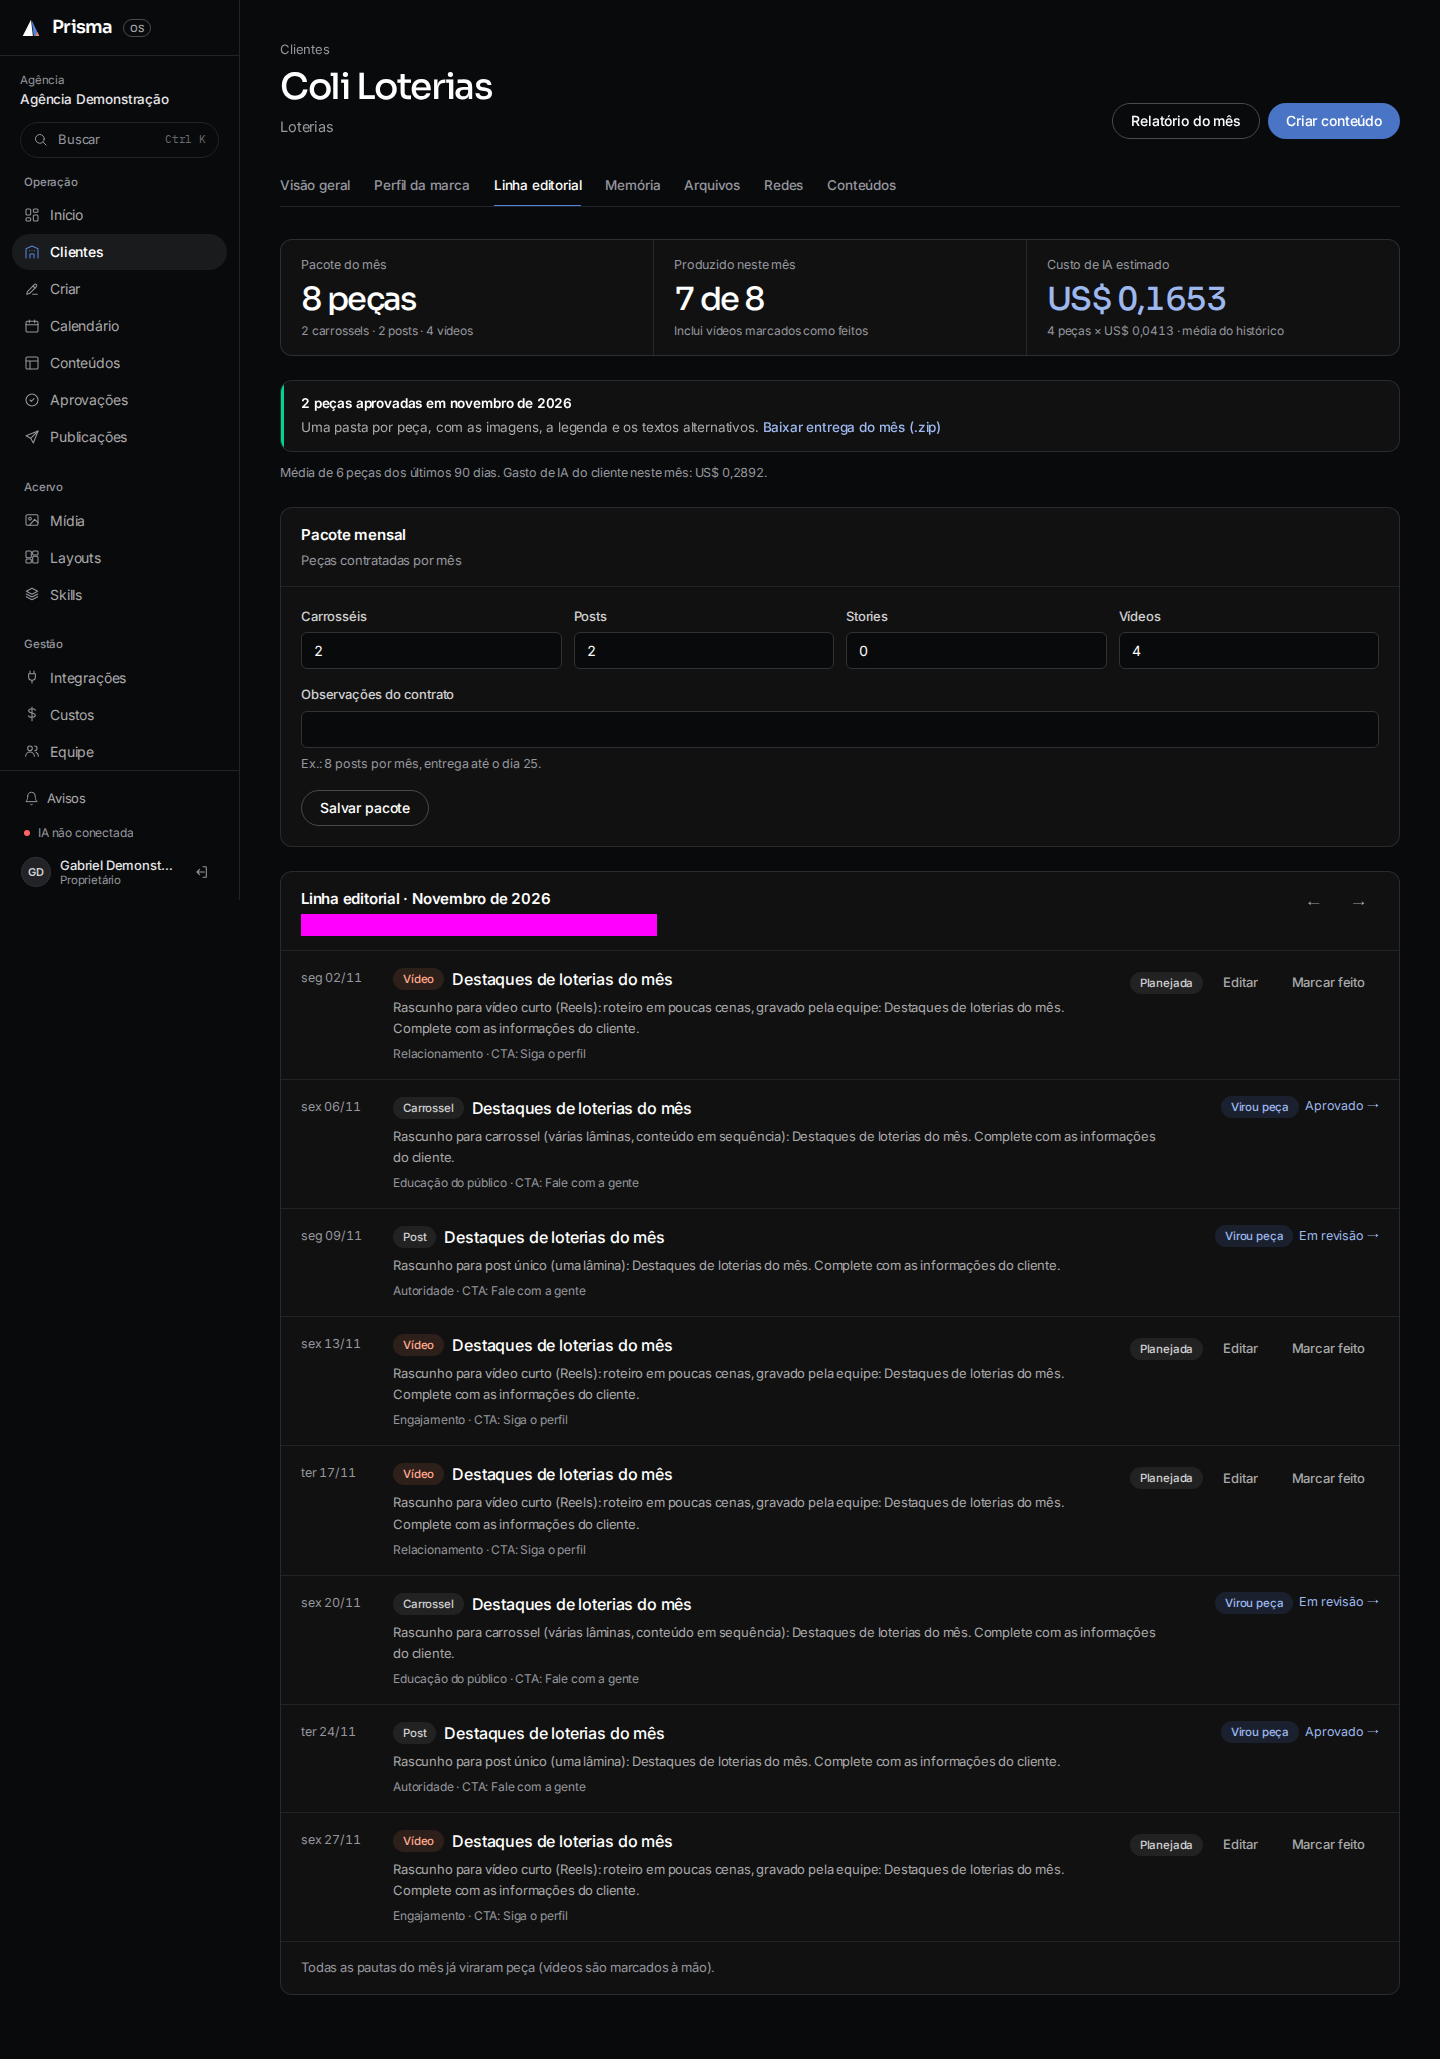 Prisma OS
Agência
Agência Demonstração
Buscar Ctrl K
Operação
Início
Clientes
Criar
Calendário
Conteúdos
Aprovações
Publicações
Acervo
Mídia
Layouts
Skills
Gestão
Integrações
Custos
Equipe
Avisos
IA não conectada
GD
Gabriel Demonst...
Proprietário
Clientes
Coli Loterias
Loterias
Relatório do mês
Criar conteúdo
Visão geral Perfil da marca Linha editorial Memória Arquivos Redes Conteúdos
Pacote do mês
8 peças
2 carrossels · 2 posts · 4 vídeos
Produzido neste mês
7 de 8
Inclui vídeos marcados como feitos
Custo de IA estimado
US$ 0,1653
4 peças × US$ 0,0413 · média do histórico
2 peças aprovadas em novembro de 2026
Uma pasta por peça, com as imagens, a legenda e os textos alternativos. Baixar entrega do mês (.zip)
Média de 6 peças dos últimos 90 dias. Gasto de IA do cliente neste mês: US$ 0,2892.
Pacote mensal
Peças contratadas por mês
Carrosséis Posts Stories Vídeos
2 2 0 4
Observações do contrato
Ex.: 8 posts por mês, entrega até o dia 25.
Salvar pacote
Linha editorial · Novembro de 2026 ← →
seg 02/11 Vídeo Destaques de loterias do mês Planejada Editar Marcar feito
Rascunho para vídeo curto (Reels): roteiro em poucas cenas, gravado pela equipe: Destaques de loterias do mês.
Complete com as informações do cliente.
Relacionamento · CTA: Siga o perfil
sex 06/11 Carrossel Destaques de loterias do mês Virou peça Aprovado →
Rascunho para carrossel (várias lâminas, conteúdo em sequência): Destaques de loterias do mês. Complete com as informações
do cliente.
Educação do público · CTA: Fale com a gente
seg 09/11 Post Destaques de loterias do mês Virou peça Em revisão →
Rascunho para post único (uma lâmina): Destaques de loterias do mês. Complete com as informações do cliente.
Autoridade · CTA: Fale com a gente
sex 13/11 Vídeo Destaques de loterias do mês Planejada Editar Marcar feito
Rascunho para vídeo curto (Reels): roteiro em poucas cenas, gravado pela equipe: Destaques de loterias do mês.
Complete com as informações do cliente.
Engajamento · CTA: Siga o perfil
ter 17/11 Vídeo Destaques de loterias do mês Planejada Editar Marcar feito
Rascunho para vídeo curto (Reels): roteiro em poucas cenas, gravado pela equipe: Destaques de loterias do mês.
Complete com as informações do cliente.
Relacionamento · CTA: Siga o perfil
sex 20/11 Carrossel Destaques de loterias do mês Virou peça Em revisão →
Rascunho para carrossel (várias lâminas, conteúdo em sequência): Destaques de loterias do mês. Complete com as informações
do cliente.
Educação do público · CTA: Fale com a gente
ter 24/11 Post Destaques de loterias do mês Virou peça Aprovado →
Rascunho para post único (uma lâmina): Destaques de loterias do mês. Complete com as informações do cliente.
Autoridade · CTA: Fale com a gente
sex 27/11 Vídeo Destaques de loterias do mês Planejada Editar Marcar feito
Rascunho para vídeo curto (Reels): roteiro em poucas cenas, gravado pela equipe: Destaques de loterias do mês.
Complete com as informações do cliente.
Engajamento · CTA: Siga o perfil
Todas as pautas do mês já viraram peça (vídeos são marcados à mão).